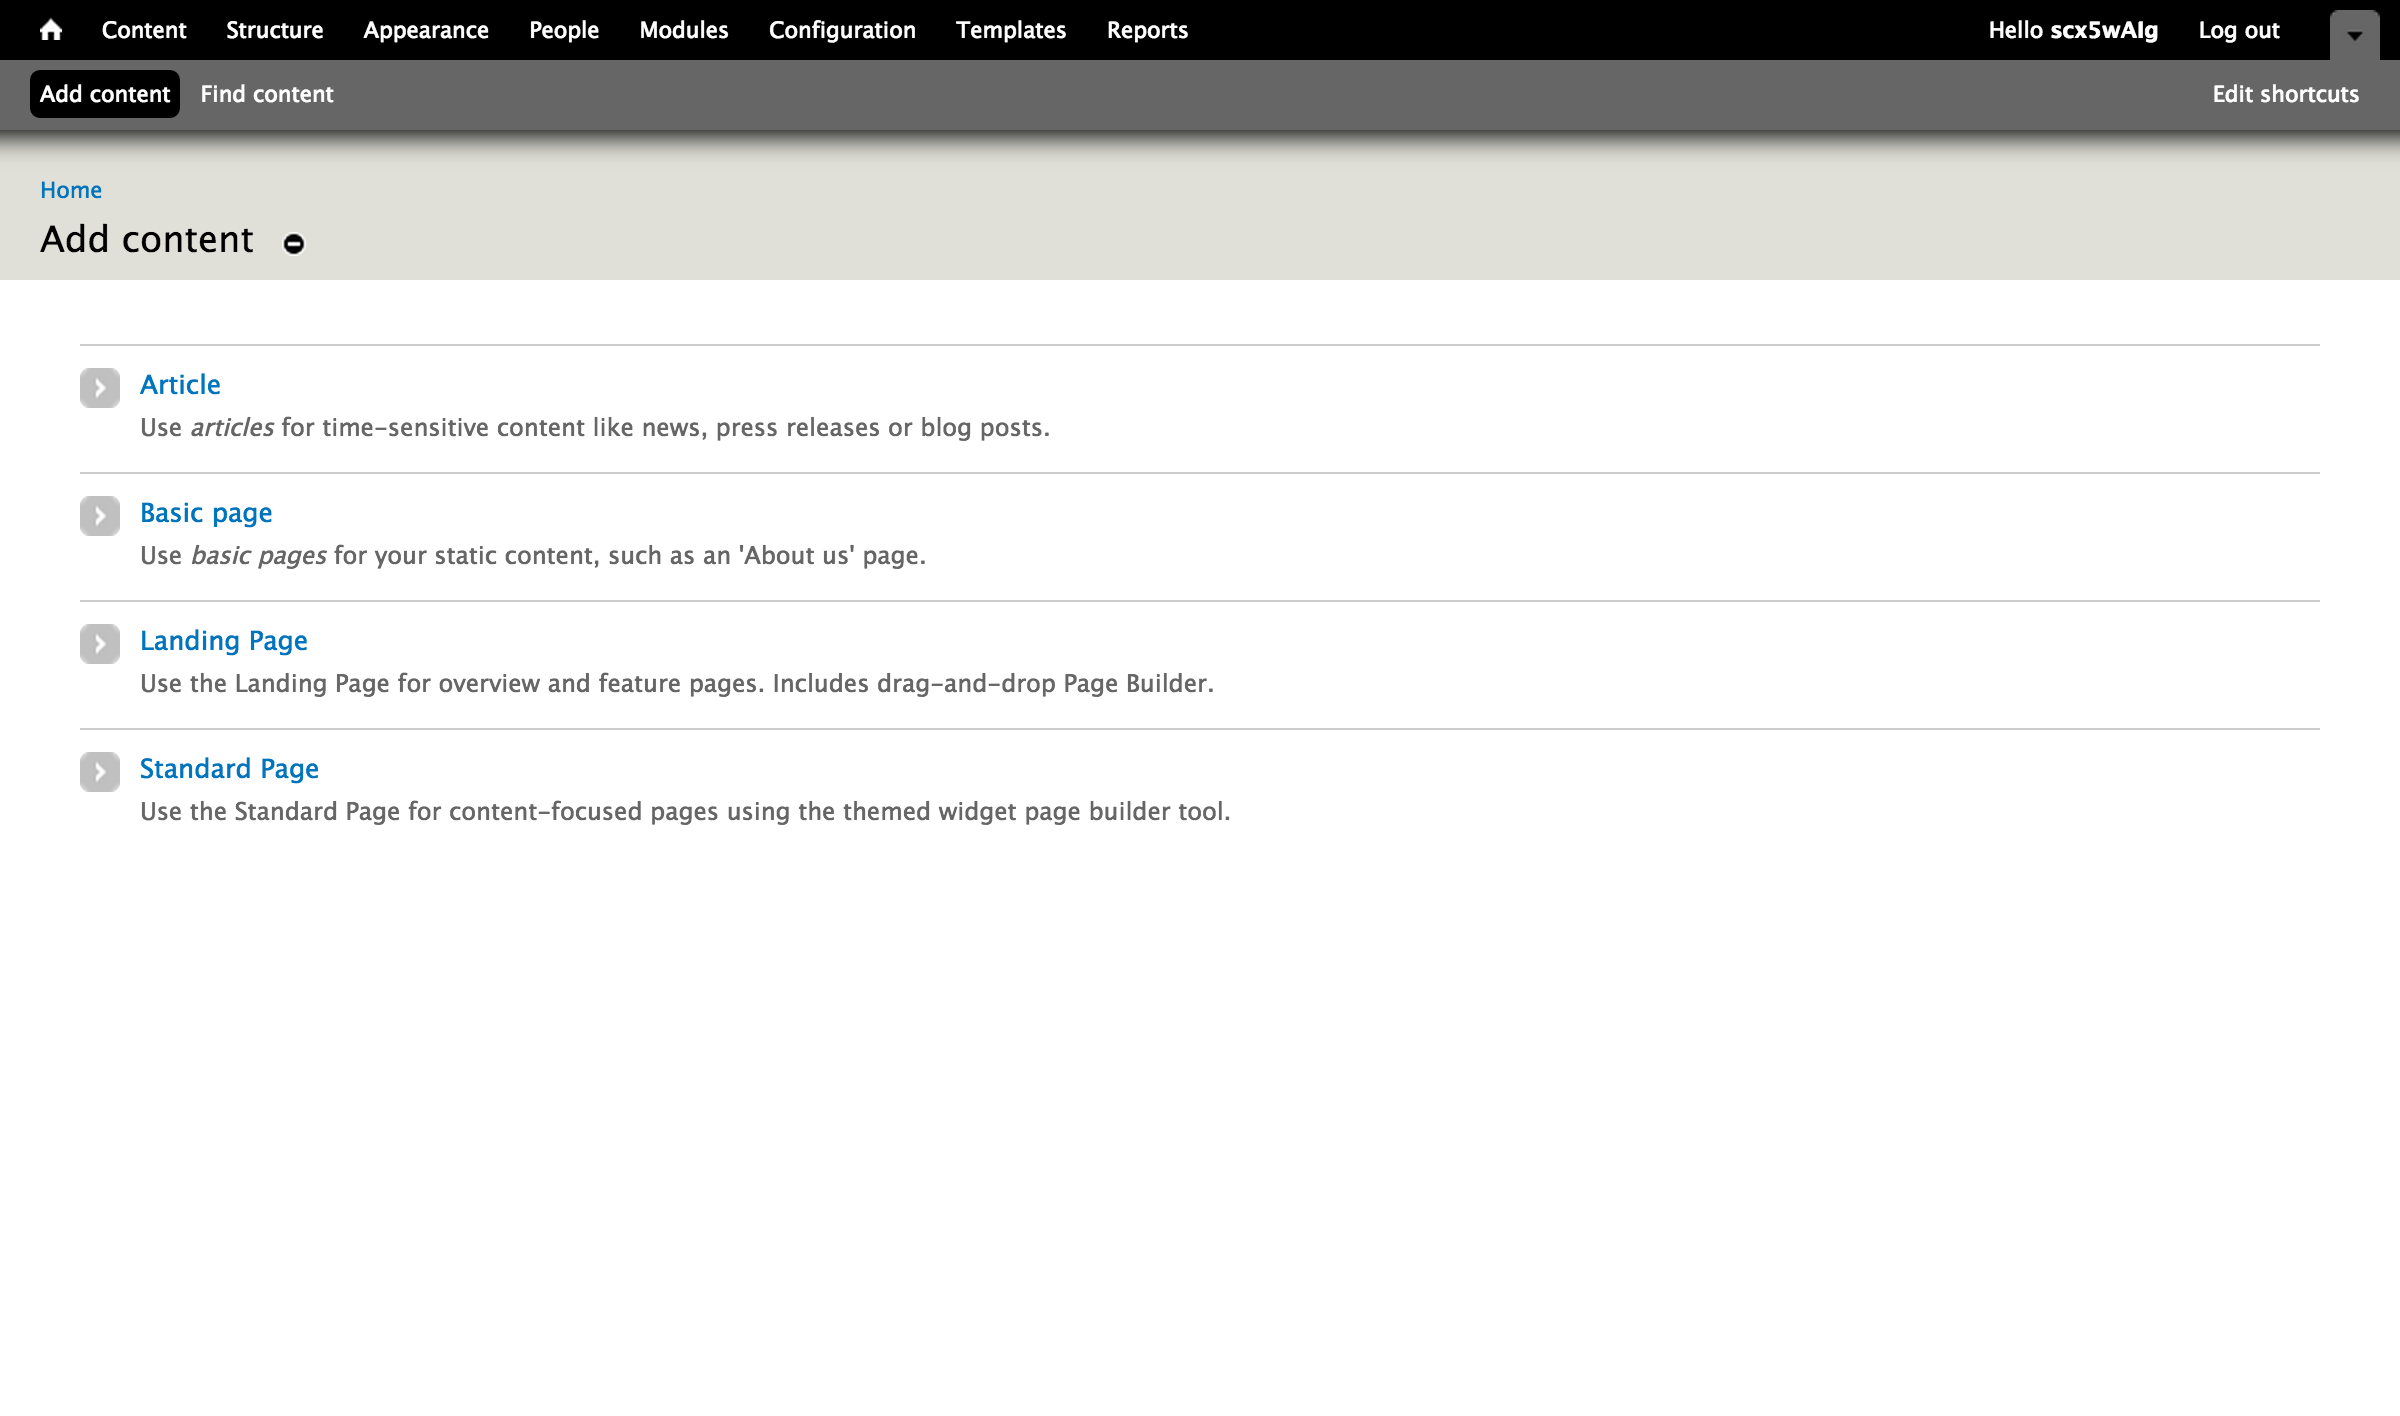 Content Structure Appearance People Modules Configuration Templates Reports Hello scx5wAIg Log out
Add content Find content Edit shortcuts
Home
Add content
Article
Use articles for time-sensitive content like news, press releases or blog posts.
Basic page
Use basic pages for your static content, such as an 'About us' page.
Landing Page
Use the Landing Page for overview and feature pages. Includes drag-and-drop Page Builder.
Standard Page
Use the Standard Page for content-focused pages using the themed widget page builder tool.